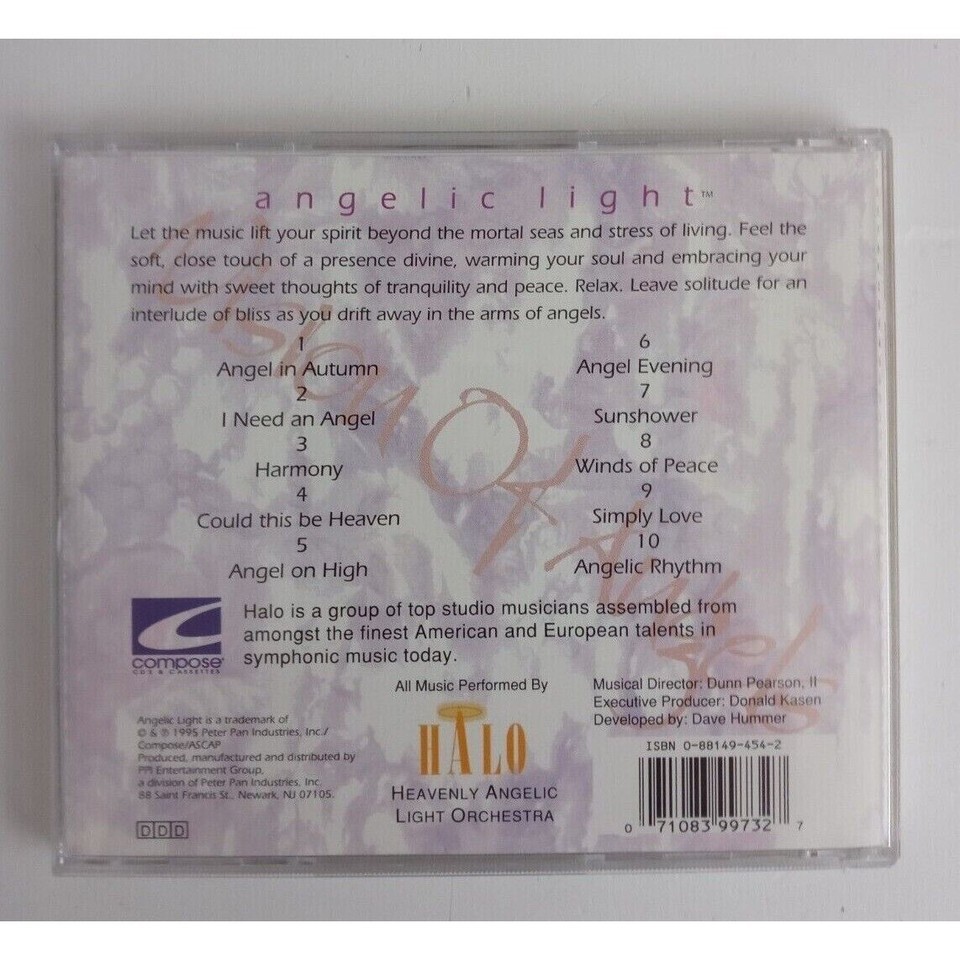 angelic light™
Let the music lift your spirit beyond the mortal seas and stress of living. Feel the
soft, close touch of a presence divine, warming your soul and embracing your
mind with sweet thoughts of tranquility and peace. Relax. Leave solitude for an
interlude of bliss as you drift away in the arms of angels.
Vision Of Angels
1
Angel in Autumn
2
I Need an Angel
3
Harmony
4
Could this be Heaven
5
Angel on High
6
Angel Evening
7
Sunshower
8
Winds of Peace
9
Simply Love
10
Angelic Rhythm
compose
CD'S & CASSETTES
Halo is a group of top studio musicians assembled from
amongst the finest American and European talents in
symphonic music today.
All Music Performed By
HALO
HEAVENLY ANGELIC
LIGHT ORCHESTRA
Musical Director: Dunn Pearson, II
Executive Producer: Donald Kasen
Developed by: Dave Hummer
Angelic Light is a trademark of
© & ℗ 1995 Peter Pan Industries, Inc./
Compose/ASCAP
Produced, manufactured and distributed by
PPI Entertainment Group,
a division of Peter Pan Industries, Inc.
88 Saint Francis St., Newark, NJ 07105.
DDD
ISBN 0-88149-454-2
0 71083 99732 7